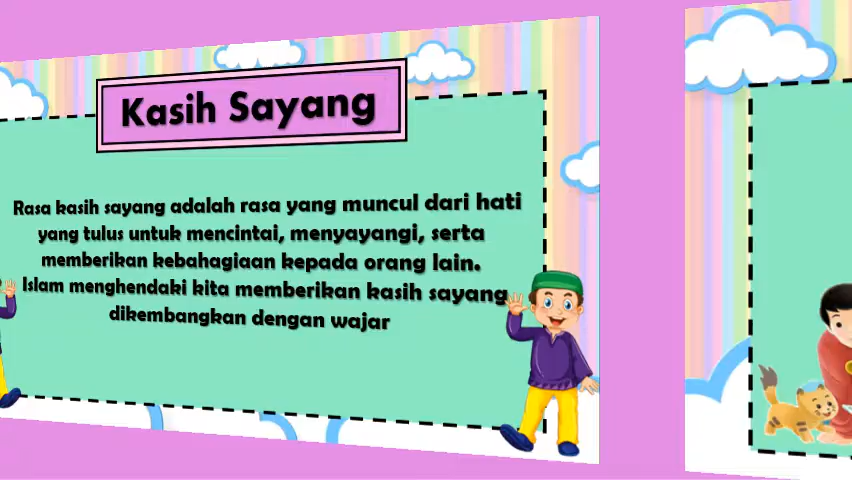 Kasih Sayang
Rasa kasih sayang adalah rasa yang muncul dari hati
yang tulus untuk mencintai, menyayangi, serta
memberikan kebahagiaan kepada orang lain.
Islam menghendaki kita memberikan kasih sayang
dikembangkan dengan wajar